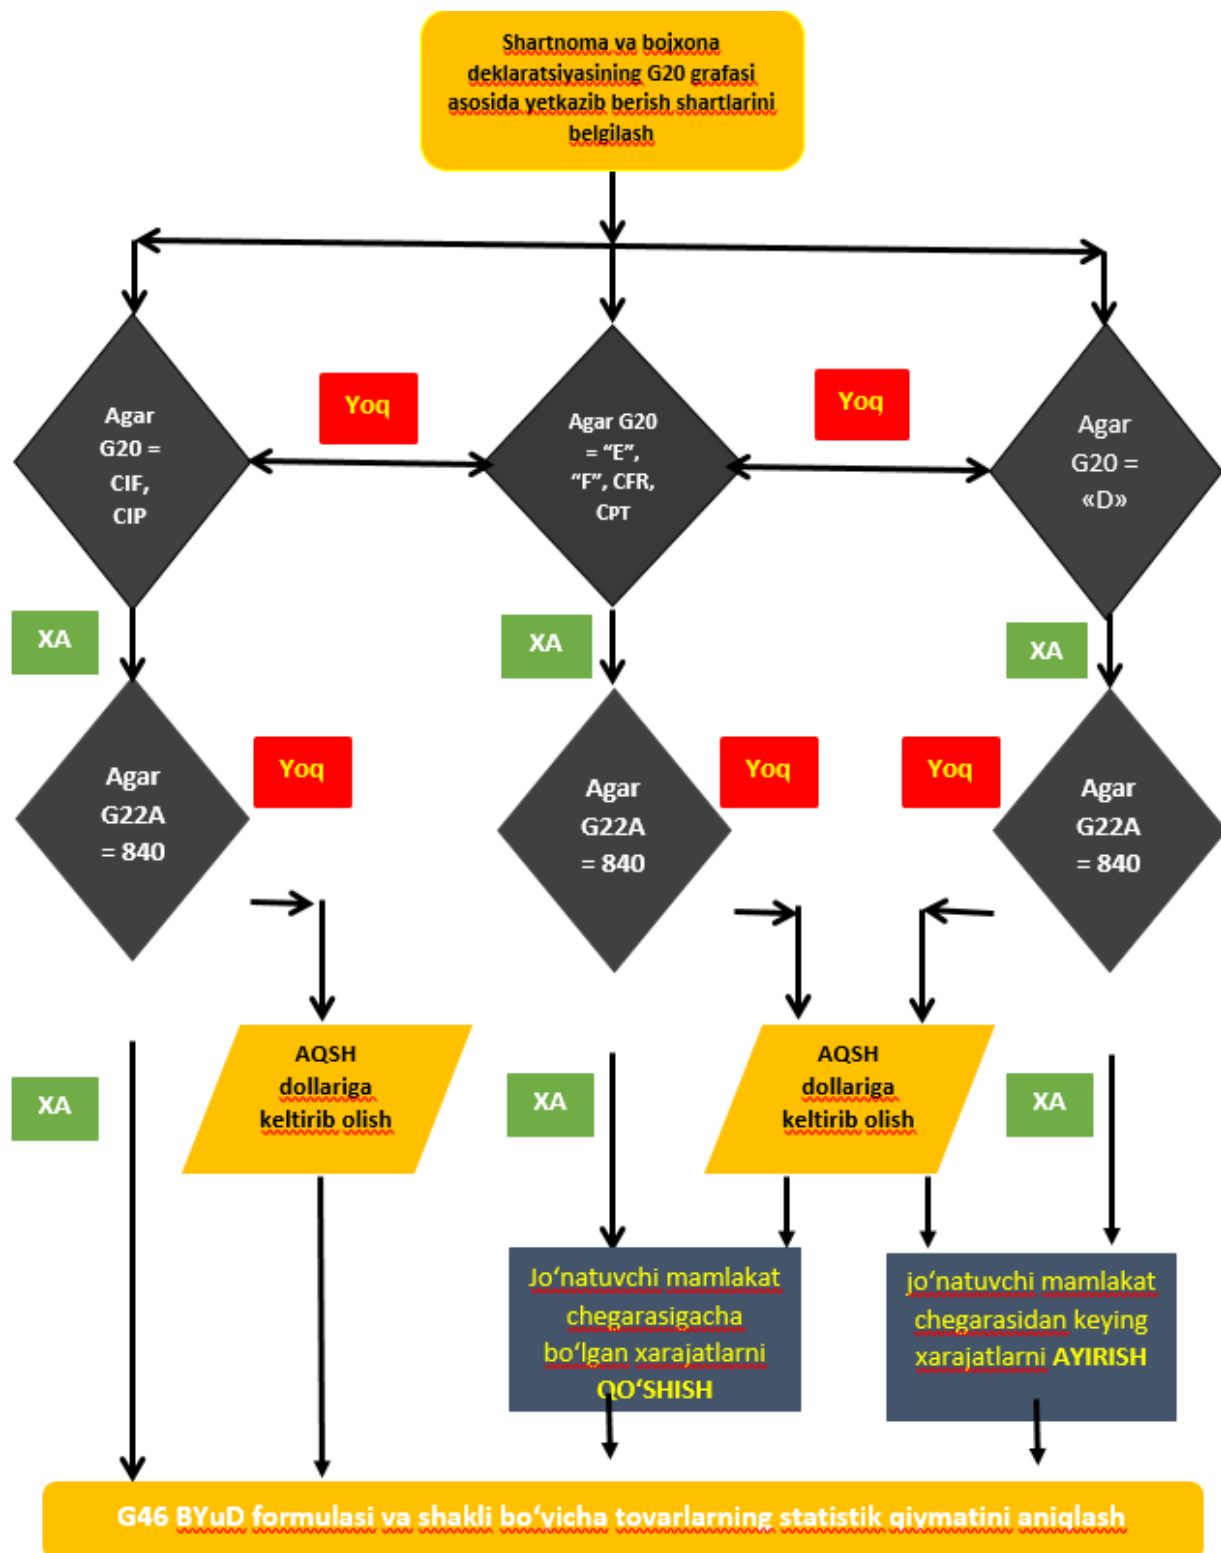 Shartnoma va bojxona
deklaratsiyasining G20 grafasi
asosida yetkazib berish shartlarini
belgilash
Agar
G20 =
CIF,
CIP
Yoq
Agar G20
= “E”,
“F”, CFR,
CPT
Yoq
Agar
G20 =
«D»
XA
XA
XA
Agar
G22A
= 840
Yoq
Agar
G22A
= 840
Yoq
Yoq
Agar
G22A
= 840
AQSH
dollariga
keltirib olish
AQSH
dollariga
keltirib olish
XA
XA
XA
Jo‘natuvchi mamlakat
chegarasigacha
bo‘lgan xarajatlarni
QO‘SHISH
jo‘natuvchi mamlakat
chegarasidan keying
xarajatlarni AYIRISH
G46 BYuD formulasi va shakli bo‘yicha tovarlarning statistik qiymatini aniqlash